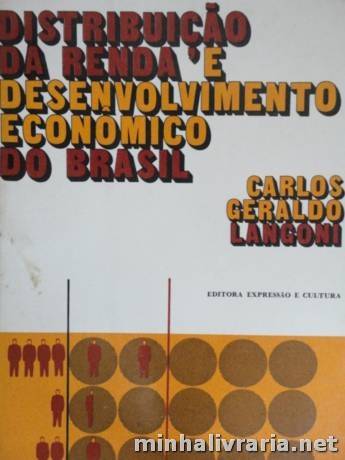 DISTRIBUIÇÃO
DA RENDA E
DESENVOLVIMENTO
ECONÔMICO
DO BRASIL
CARLOS
GERALDO
LANGONI
EDITORA EXPRESSÃO E CULTURA
minhalivraria.net